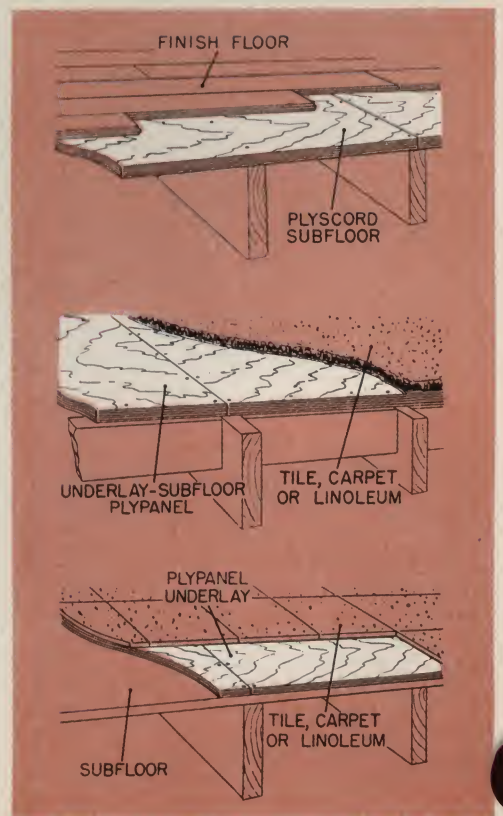 FINISH FLOOR
PLYSCORD
SUBFLOOR
UNDERLAY-SUBFLOOR
PLYPANEL
TILE, CARPET
OR LINOLEUM
PLYPANEL
UNDERLAY
SUBFLOOR
TILE, CARPET
OR LINOLEUM